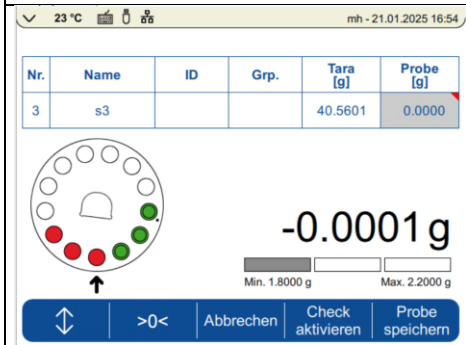 23 °C mh - 21.01.2025 16:54
Nr. Name ID Grp. Tara [g] Probe [g]
3 s3 40.5601 0.0000
-0.0001 g
Min. 1.8000 g Max. 2.2000 g
>0< Abbrechen Check aktivieren Probe speichern